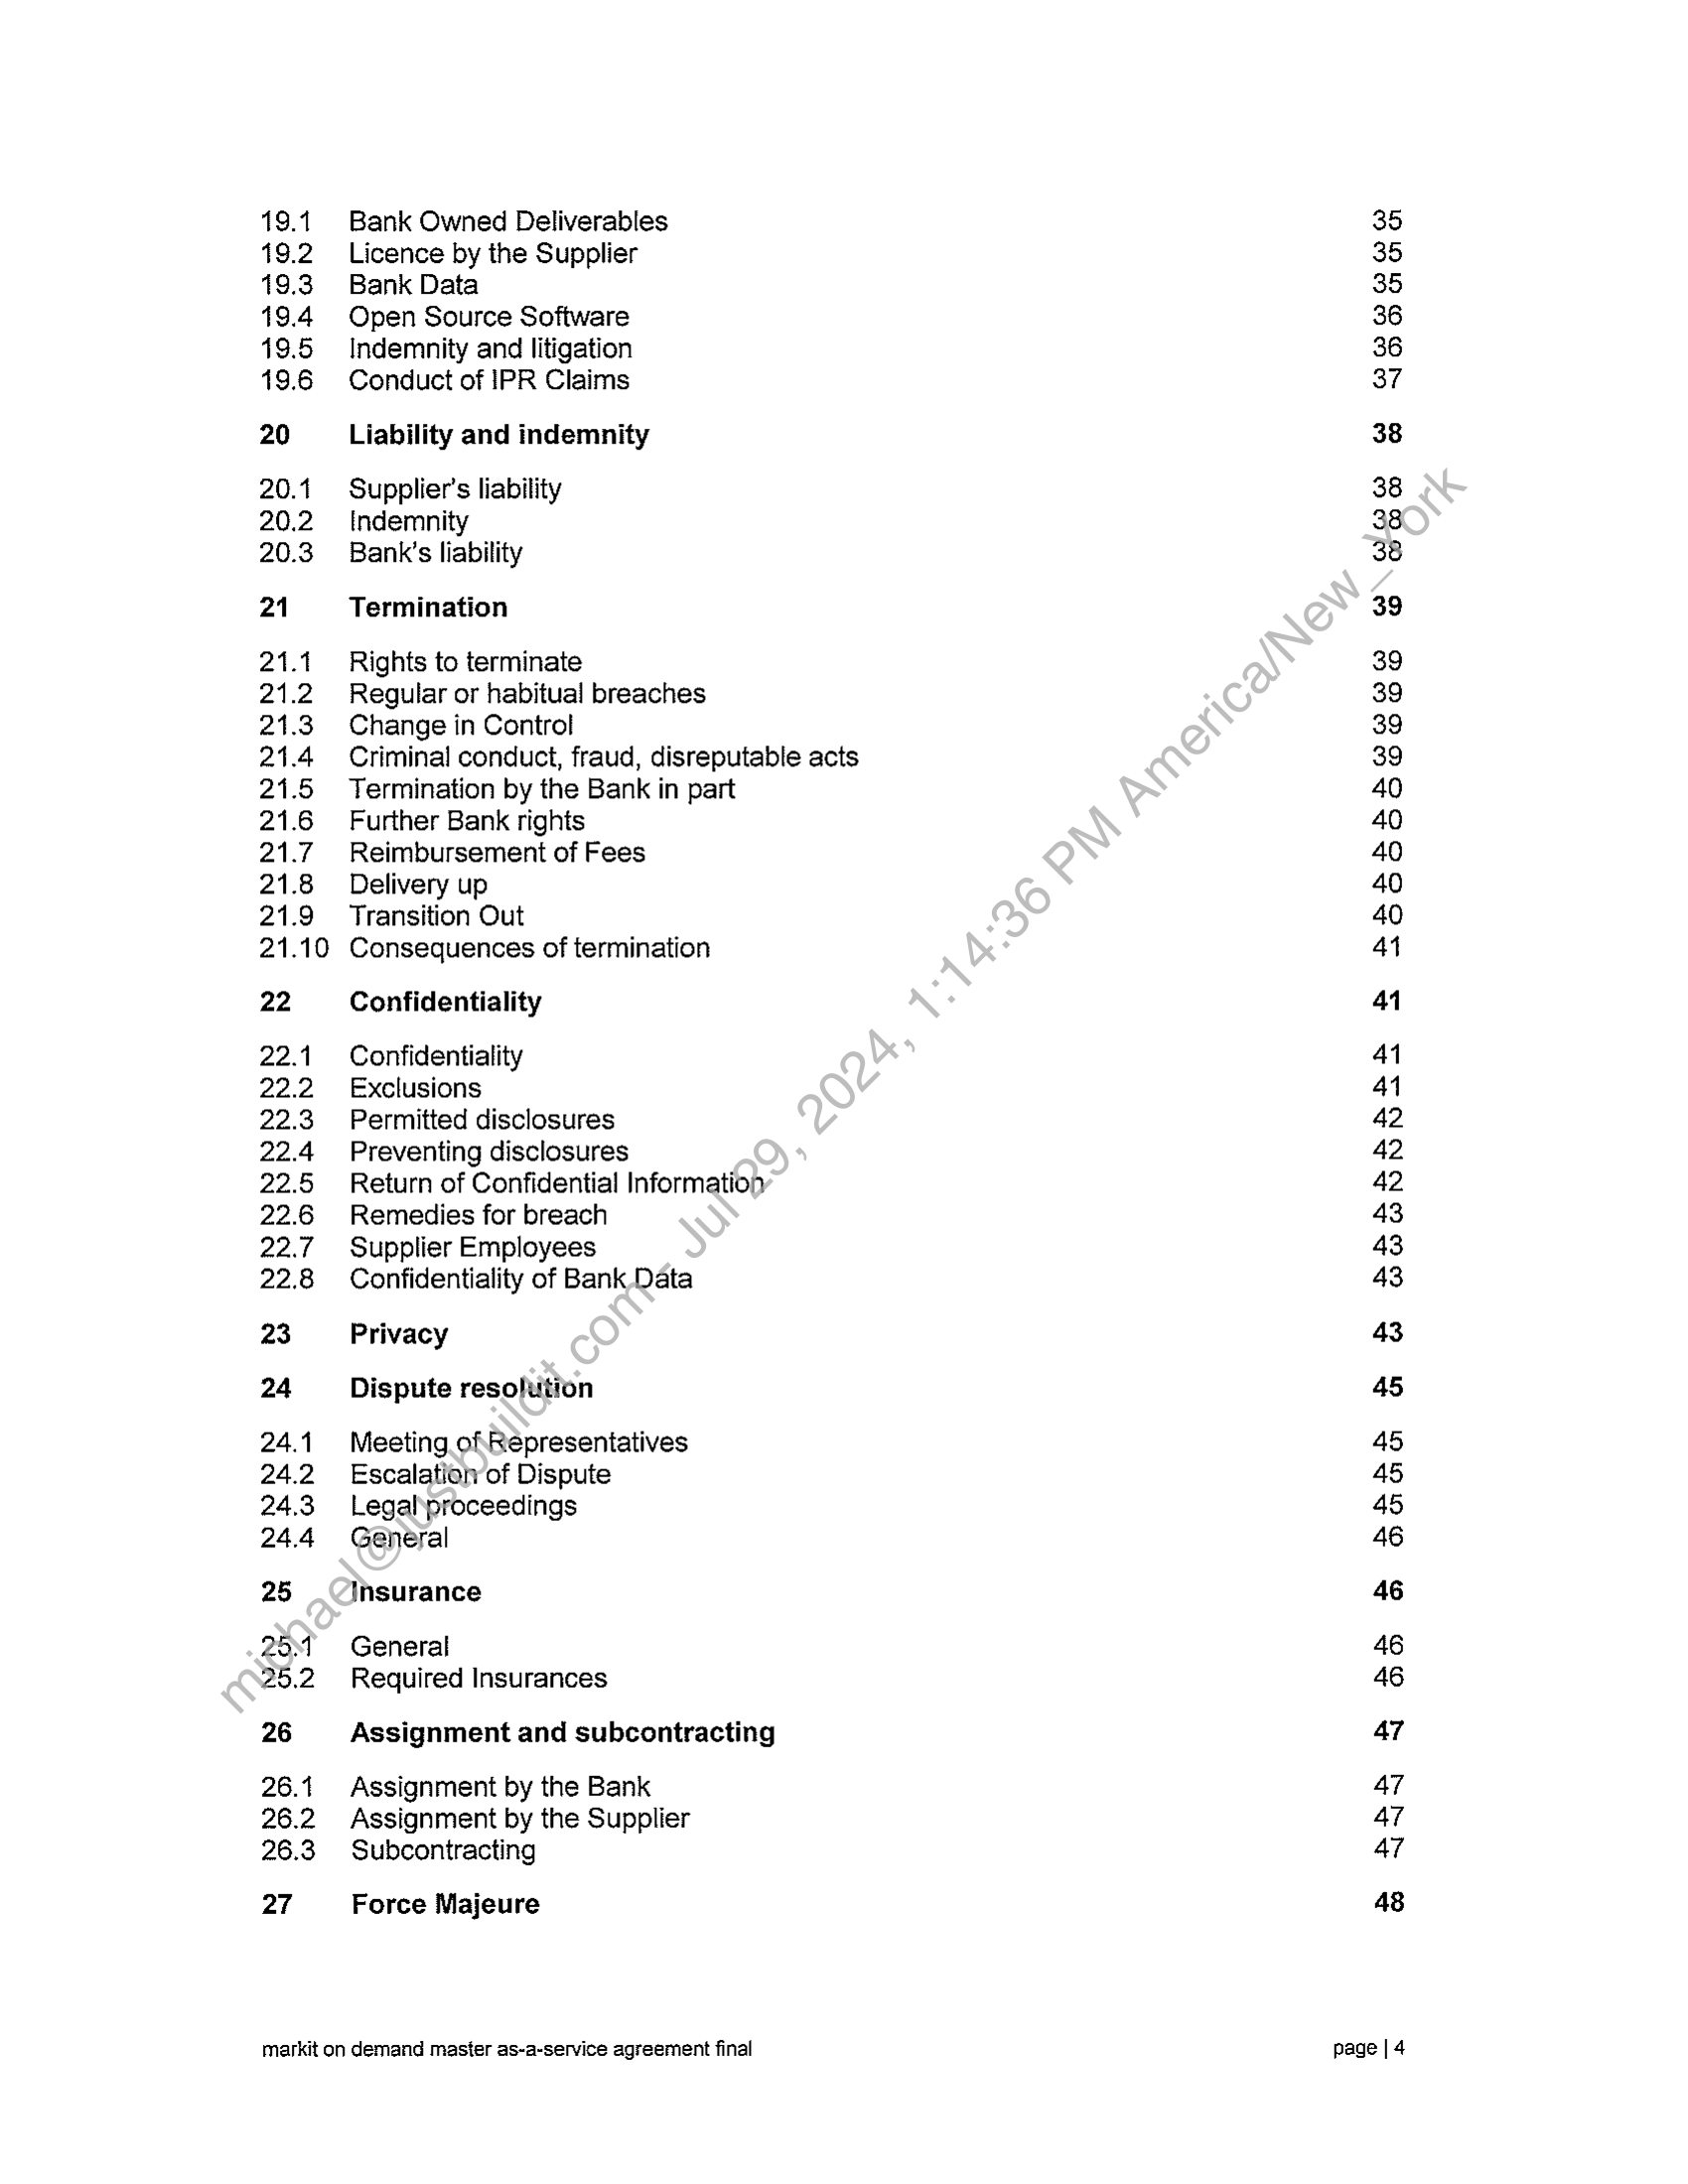 19.1 Bank Owned Deliverables 35
19.2 Licence by the Supplier 35
19.3 Bank Data 35
19.4 Open Source Software 36
19.5 Indemnity and litigation 36
19.6 Conduct of IPR Claims 37
20 Liability and indemnity 38
20.1 Supplier's liability 38
20.2 Indemnity 38
20.3 Bank's liability 38
21 Termination 39
21.1 Rights to terminate 39
21.2 Regular or habitual breaches 39
21.3 Change in Control 39
21.4 Criminal conduct, fraud, disreputable acts 39
21.5 Termination by the Bank in part 40
21.6 Further Bank rights 40
21.7 Reimbursement of Fees 40
21.8 Delivery up 40
21.9 Transition Out 40
21.10 Consequences of termination 41
22 Confidentiality 41
22.1 Confidentiality 41
22.2 Exclusions 41
22.3 Permitted disclosures 42
22.4 Preventing disclosures 42
22.5 Return of Confidential Information 42
22.6 Remedies for breach 43
22.7 Supplier Employees 43
22.8 Confidentiality of Bank Data 43
23 Privacy 43
24 Dispute resolution 45
24.1 Meeting of Representatives 45
24.2 Escalation of Dispute 45
24.3 Legal proceedings 45
24.4 General 46
25 Insurance 46
25.1 General 46
25.2 Required Insurances 46
26 Assignment and subcontracting 47
26.1 Assignment by the Bank 47
26.2 Assignment by the Supplier 47
26.3 Subcontracting 47
27 Force Majeure 48
markit on demand master as-a-service agreement final page | 4
michael@justbuildit.com - Jul 29, 2024, 1:14:36 PM America/New_York